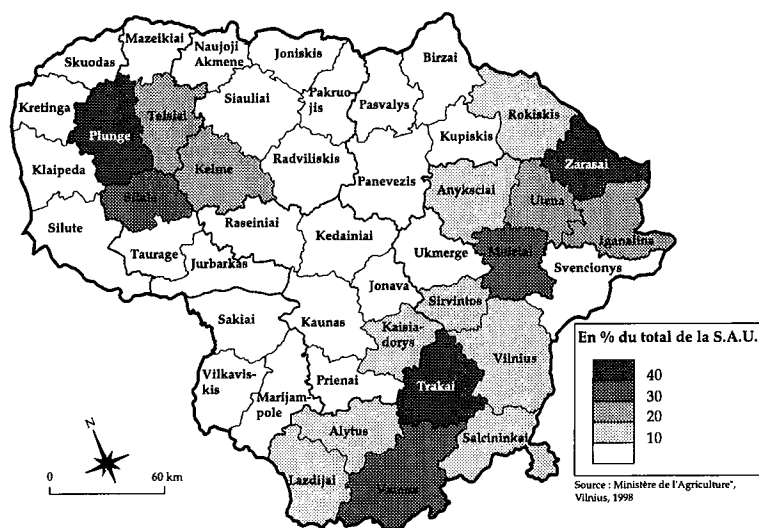 Mazeikiai
Naujoji
Akmene
Joniskis
Skuodas
Birzai
Kretinga
Plunge
Telsiai
Siauliai
Pakruo-
jis
Pasvalys
Rokiskis
Kupiskis
Zarasai
Klaipeda
Kelme
Radviliskis
Panevezis
Anyksciai
Utena
Silale
Iganalina
Silute
Raseiniai
Kedainiai
Ukmerge
Moletai
Taurage
Jurbarkas
Svencionys
Jonava
Sirvintos
Sakiai
Kaunas
Kaisia-
dorys
Vilnius
Vilkavis-
kis
Marijam-
pole
Prienai
Trakai
Alytus
Salcininkai
Lazdijai
Varena
En % du total de la S.A.U.
40
30
20
10
N
0 60 km
Source : Ministère de l'Agriculture",
Vilnius, 1998